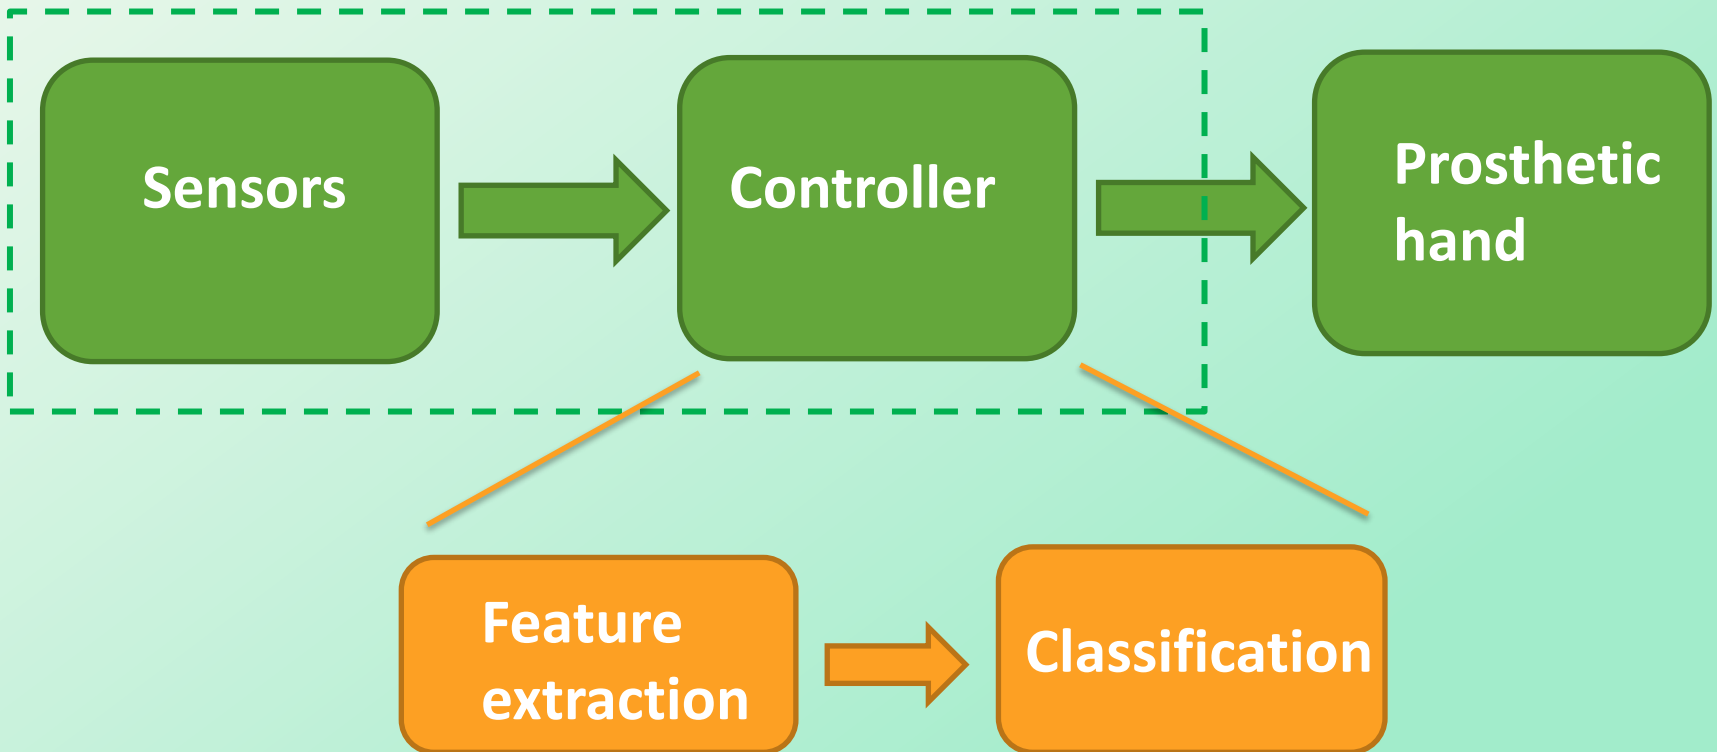 Sensors
Controller
Prosthetic
hand
Feature
extraction
Classification